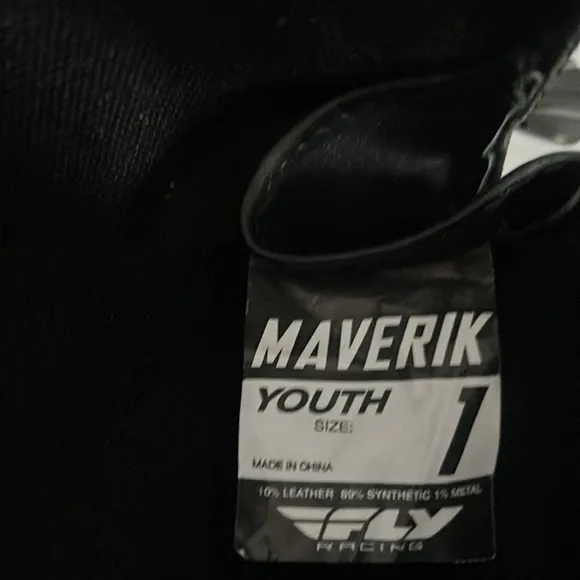 MAVERIK
YOUTH
SIZE:
1
MADE IN CHINA
10% LEATHER 89% SYNTHETIC 1% METAL
FLY
RACING